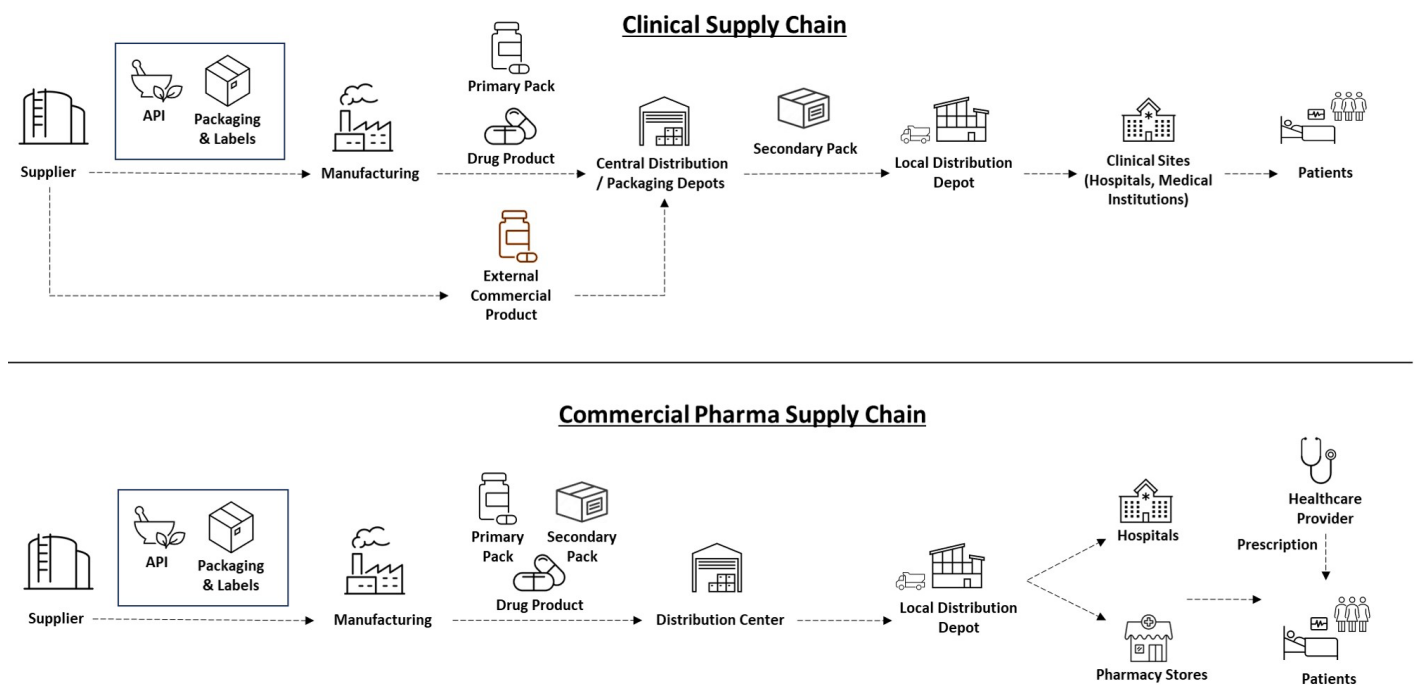 Clinical Supply Chain
API
Packaging
& Labels
Primary Pack
Drug Product
Secondary Pack
Supplier
Manufacturing
Central Distribution
/ Packaging Depots
Local Distribution
Depot
Clinical Sites
(Hospitals, Medical
Institutions)
Patients
External
Commercial
Product
Commercial Pharma Supply Chain
API
Packaging
& Labels
Primary
Pack
Secondary
Pack
Drug Product
Supplier
Manufacturing
Distribution Center
Local Distribution
Depot
Hospitals
Pharmacy Stores
Healthcare
Provider
Prescription
Patients